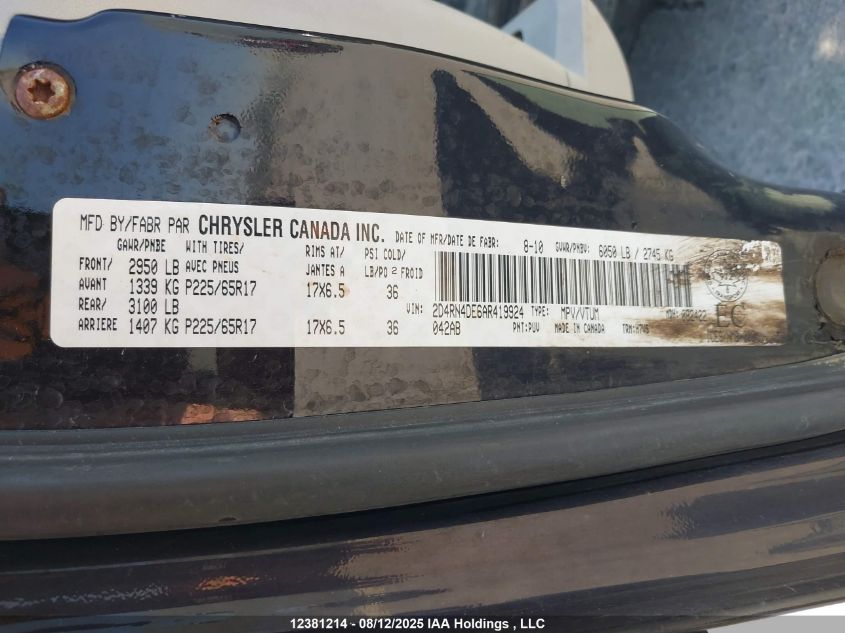 MFD BY/FABR PAR CHRYSLER CANADA INC. DATE OF MFR/DATE DE FABR: 8-10 GVWR/PNBV: 6050 LB / 2745 KG
GAWR/PNBE WITH TIRES/ RIMS AT/ PSI COLD/
FRONT/ 2950 LB AVEC PNEUS JANTES A LB/PO² FROID
AVANT 1339 KG P225/65R17 17X6.5 36
REAR/ 3100 LB VIN: 2D4RN4DE6AR419924 TYPE: MPV/VTUM
ARRIERE 1407 KG P225/65R17 17X6.5 36 042AB PNT:PUV MADE IN CANADA EC
12381214 - 08/12/2025 IAA Holdings , LLC